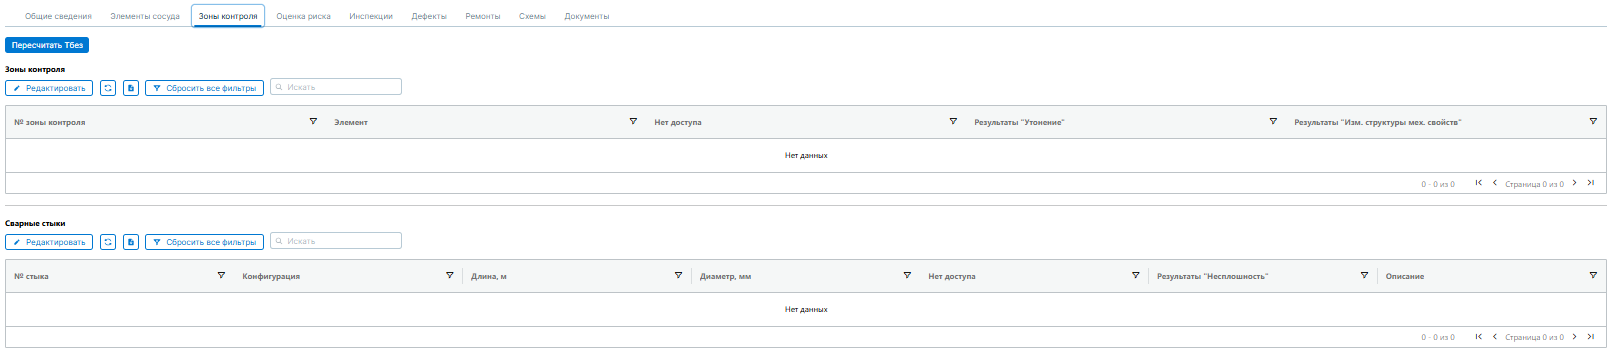 Общие сведения Элементы сосуда Зоны контроля Оценка риска Инспекции Дефекты Ремонты Схемы Документы
Пересчитать Тбез
Зоны контроля
Редактировать Сбросить все фильтры Искать
№ зоны контроля Элемент Нет доступа Результаты "Утонение" Результаты "Изм. структуры мех. свойств"
Нет данных
0 - 0 из 0 Страница 0 из 0
Сварные стыки
Редактировать Сбросить все фильтры Искать
№ стыка Конфигурация Длина, м Диаметр, мм Нет доступа Результаты "Несплошность" Описание
Нет данных
0 - 0 из 0 Страница 0 из 0